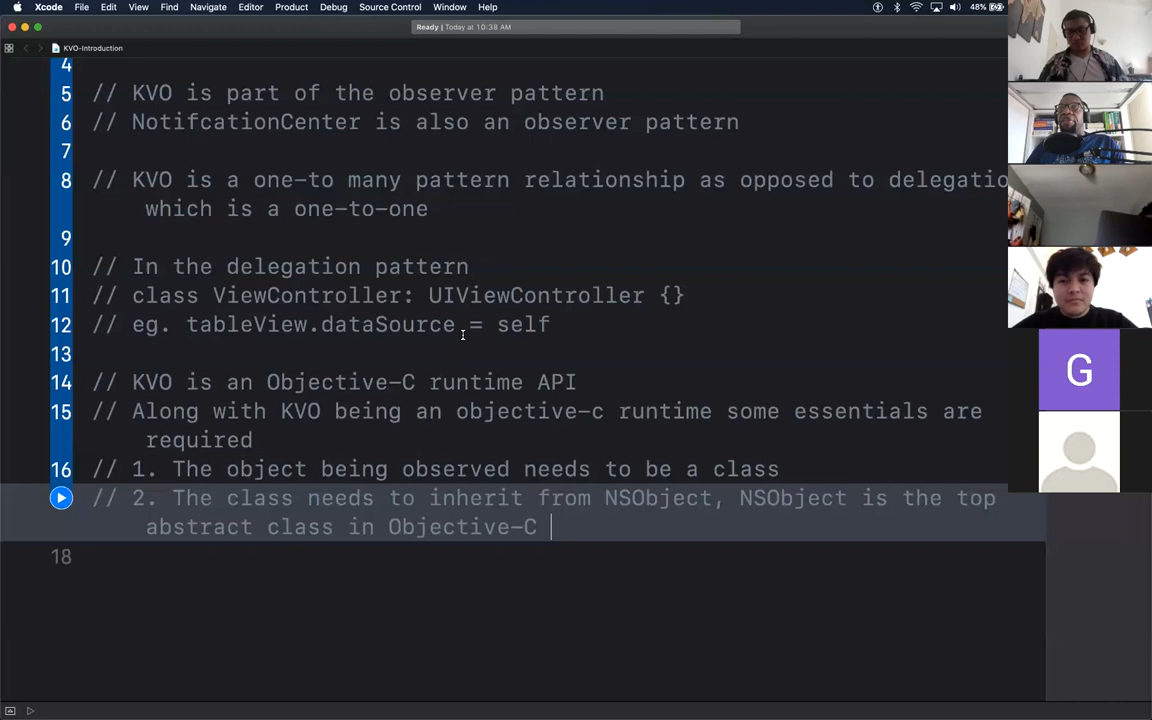 Xcode File Edit View Find Navigate Editor Product Debug Source Control Window Help
48%
Ready | Today at 10:38 AM
KVO-Introduction
4
5 // KVO is part of the observer pattern
6 // NotifcationCenter is also an observer pattern
7
8 // KVO is a one-to many pattern relationship as opposed to delegatio
which is a one-to-one
9
10 // In the delegation pattern
11 // class ViewController: UIViewController {}
12 // eg. tableView.dataSource = self
13
14 // KVO is an Objective-C runtime API
15 // Along with KVO being an objective-c runtime some essentials are
required
16 // 1. The object being observed needs to be a class
// 2. The class needs to inherit from NSObject, NSObject is the top
abstract class in Objective-C
18
G